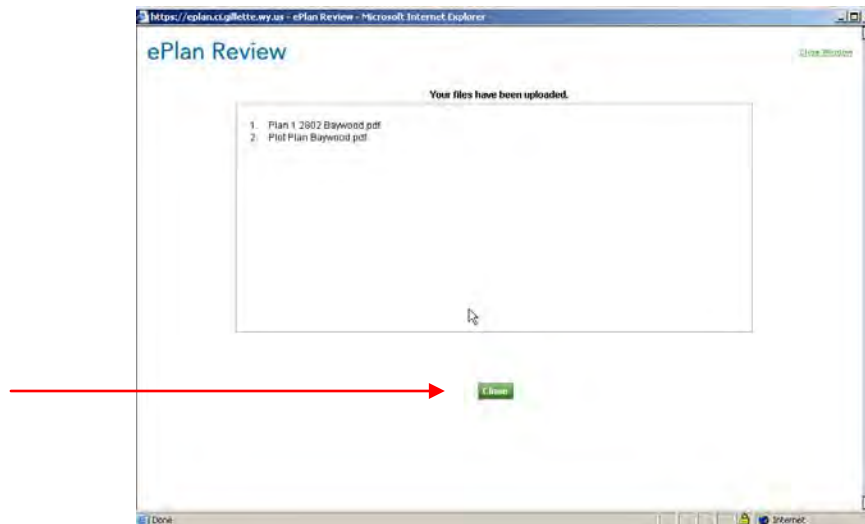 https://eplan.ci.gillette.wy.us - ePlan Review - Microsoft Internet Explorer
ePlan Review
Close Window
Your files have been uploaded.
1. Plan 1 2802 Baywood.pdf
2. Plot Plan Baywood.pdf
Close
Done
Internet